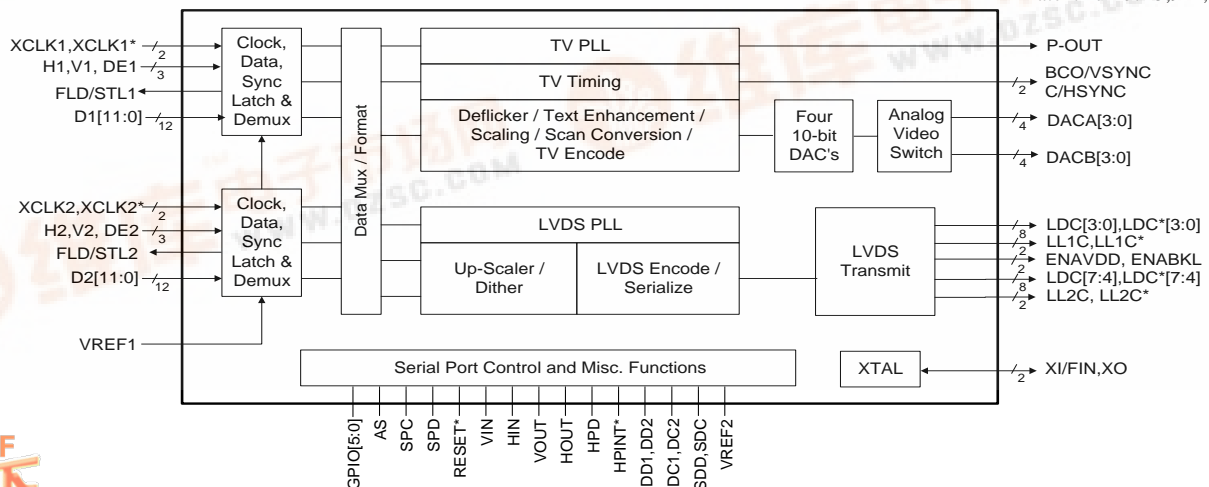 XCLK1,XCLK1*
2
H1,V1, DE1
3
FLD/STL1
D1[11:0]
12
Clock,
Data,
Sync
Latch &
Demux
XCLK2,XCLK2*
2
H2,V2, DE2
3
FLD/STL2
D2[11:0]
12
Clock,
Data,
Sync
Latch &
Demux
VREF1
Data Mux / Format
TV PLL
TV Timing
Deflicker / Text Enhancement /
Scaling / Scan Conversion /
TV Encode
Four
10-bit
DAC's
Analog
Video
Switch
LVDS PLL
Up-Scaler /
Dither
LVDS Encode /
Serialize
LVDS
Transmit
P-OUT
BCO/VSYNC
2
C/HSYNC
4
DACA[3:0]
4
DACB[3:0]
LDC[3:0],LDC*[3:0]
8
LL1C,LL1C*
2
ENAVDD, ENABKL
2
LDC[7:4],LDC*[7:4]
8
LL2C, LL2C*
2
Serial Port Control and Misc. Functions
XTAL
2
XI/FIN,XO
GPIO[5:0]
AS
SPC
SPD
RESET*
VIN
HIN
VOUT
HOUT
HPD
HPINT*
DD1,DD2
DC1,DC2
SDD,SDC
VREF2
WWW.DZSC.COM